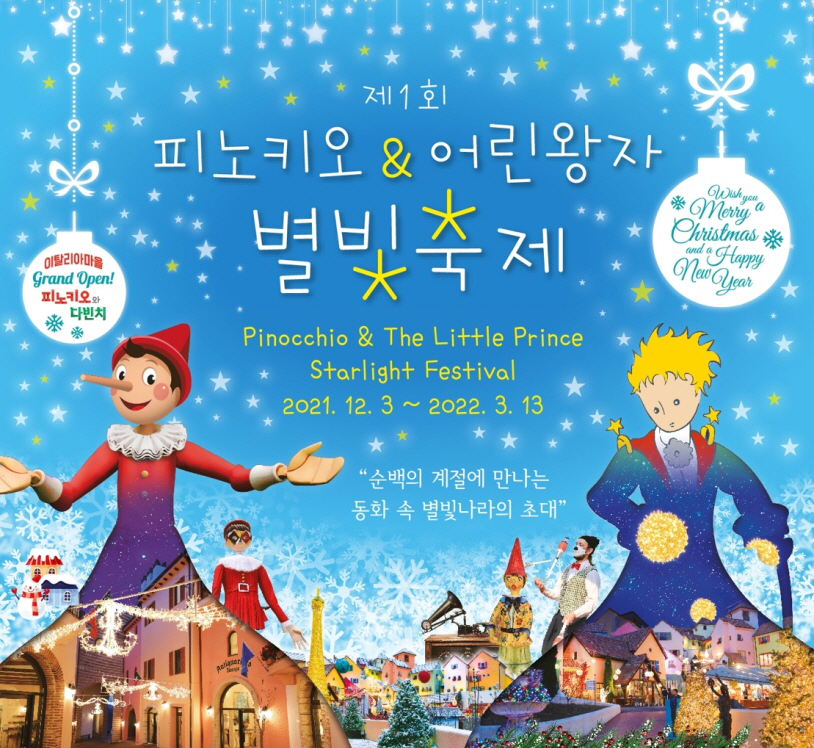 제1회
피노키오 & 어린왕자
별빛축제
Pinocchio & The Little Prince
Starlight Festival
2021. 12. 3 ~ 2022. 3. 13
“순백의 계절에 만나는
동화 속 별빛나라의 초대”
이탈리아마을
Grand Open!
피노키오와
다빈치
Wish you
Merry a
Christmas
and a Happy
New Year